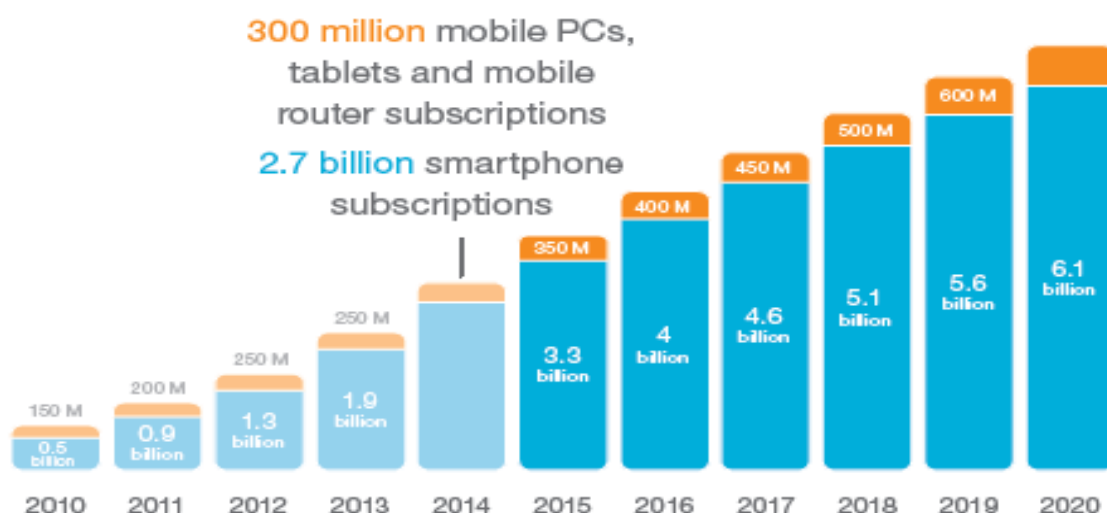 300 million mobile PCs,
tablets and mobile
router subscriptions
2.7 billion smartphone
subscriptions
150 M
200 M
250 M
250 M
350 M
400 M
450 M
500 M
600 M
0.5
billion
0.9
billion
1.3
billion
1.9
billion
3.3
billion
4
billion
4.6
billion
5.1
billion
5.6
billion
6.1
billion
2010 2011 2012 2013 2014 2015 2016 2017 2018 2019 2020